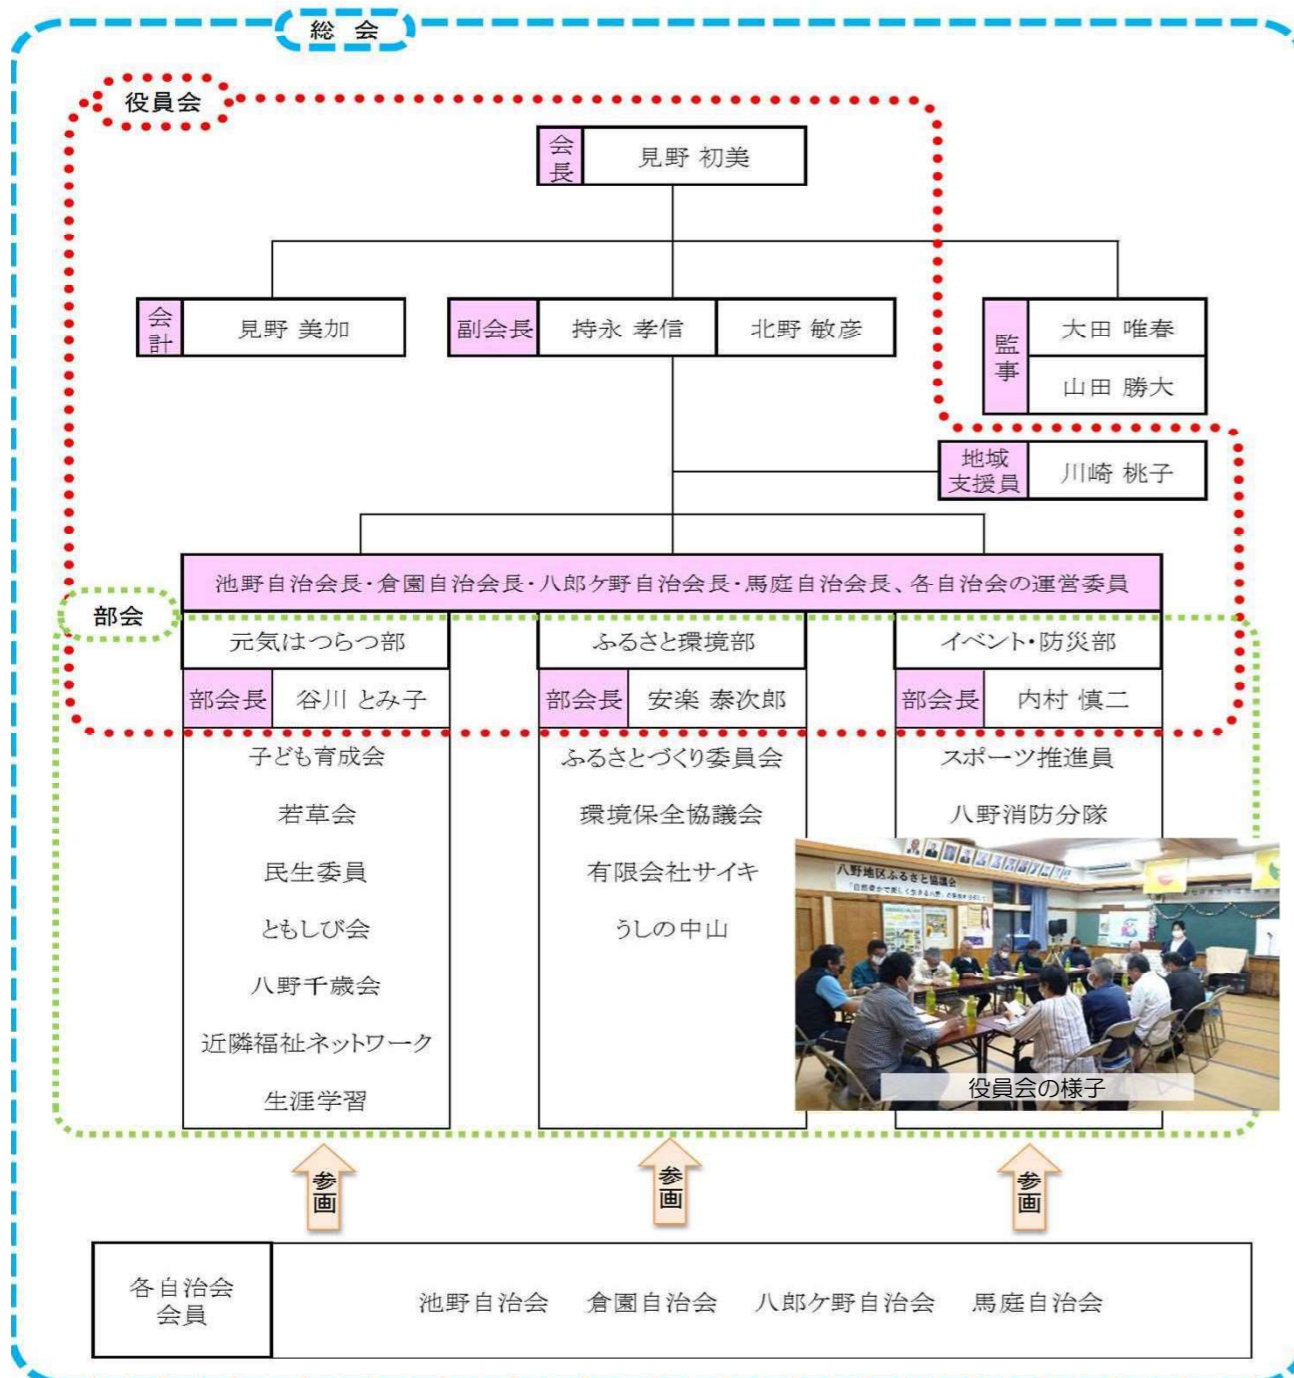 総 会
役員会
会長 見野 初美
会計 見野 美加
副会長 持永 孝信 北野 敏彦
監事 大田 唯春
山田 勝大
地域支援員 川崎 桃子
池野自治会長・倉園自治会長・八郎ケ野自治会長・馬庭自治会長、各自治会の運営委員
部会
元気はつらつ部
部会長 谷川 とみ子
子ども育成会
若草会
民生委員
ともしび会
八野千歳会
近隣福祉ネットワーク
生涯学習
ふるさと環境部
部会長 安楽 泰次郎
ふるさとづくり委員会
環境保全協議会
有限会社サイキ
うしの中山
イベント・防災部
部会長 内村 慎二
スポーツ推進員
八野消防分隊
八野地区ふるさと協議会
役員会の様子
参画
参画
参画
各自治会
会員
池野自治会 倉園自治会 八郎ケ野自治会 馬庭自治会